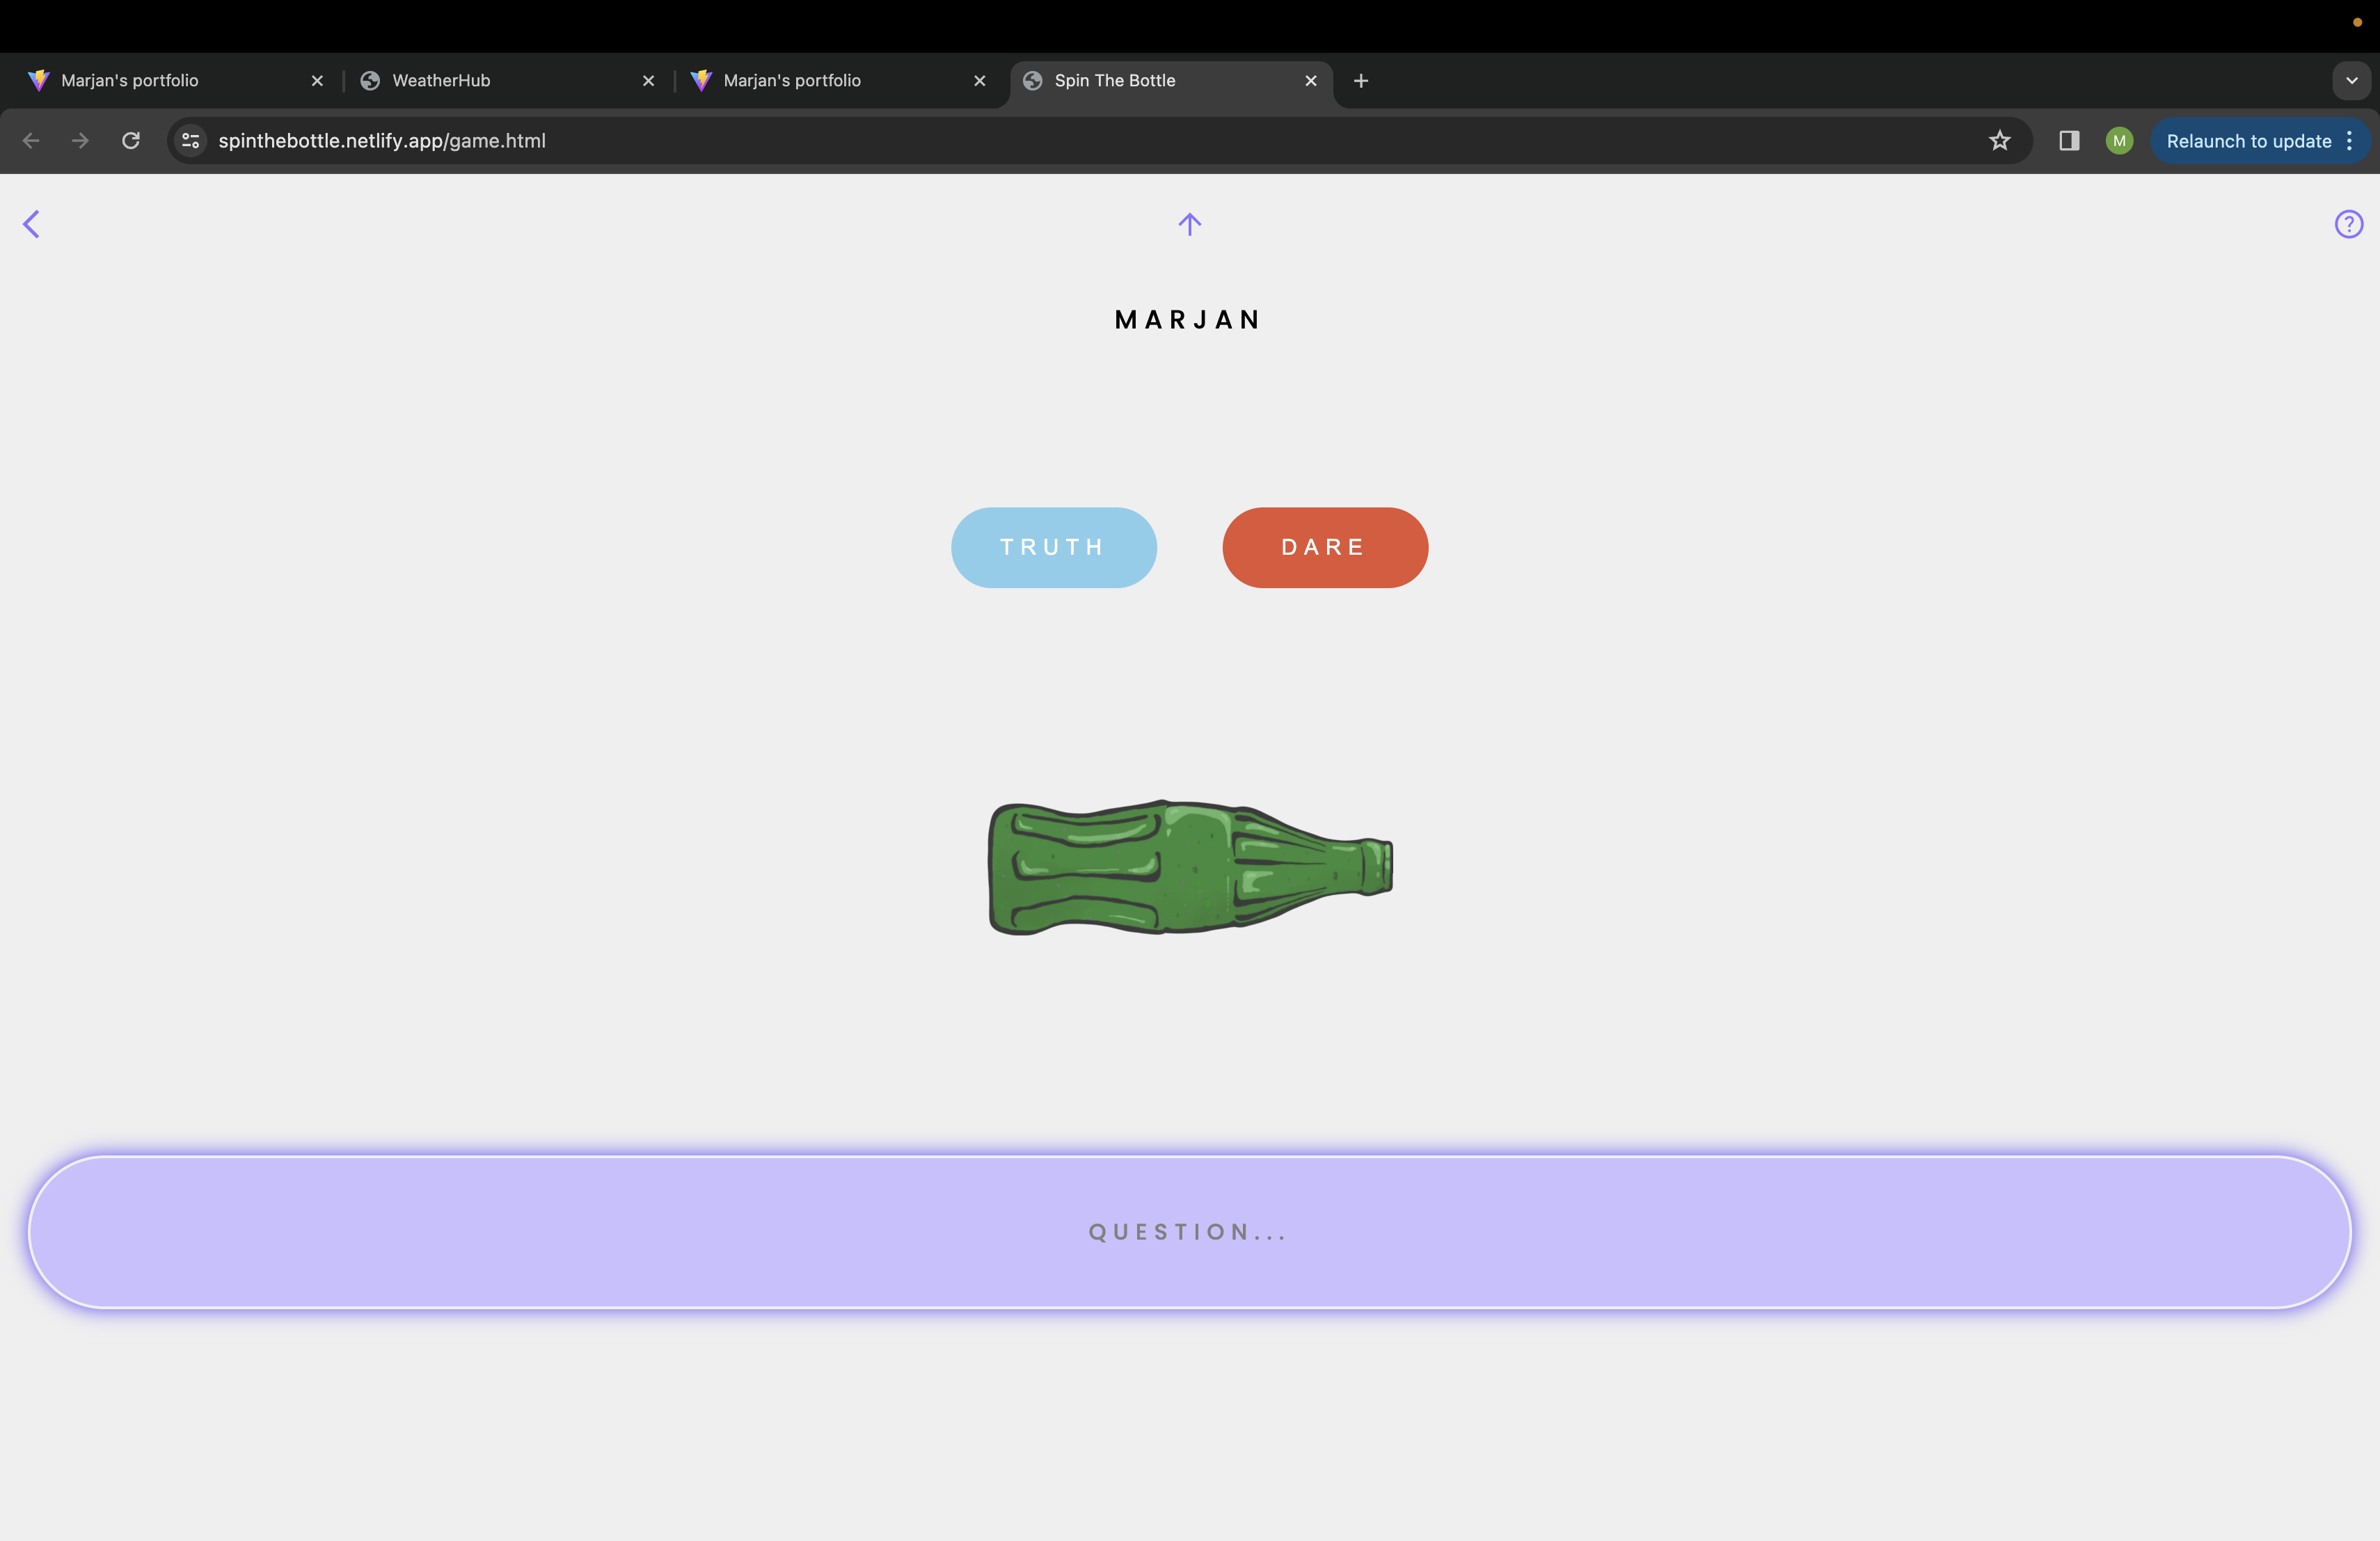 Marjan's portfolio
WeatherHub
Marjan's portfolio
Spin The Bottle
spinthebottle.netlify.app/game.html
M
Relaunch to update
MARJAN
TRUTH
DARE
QUESTION...